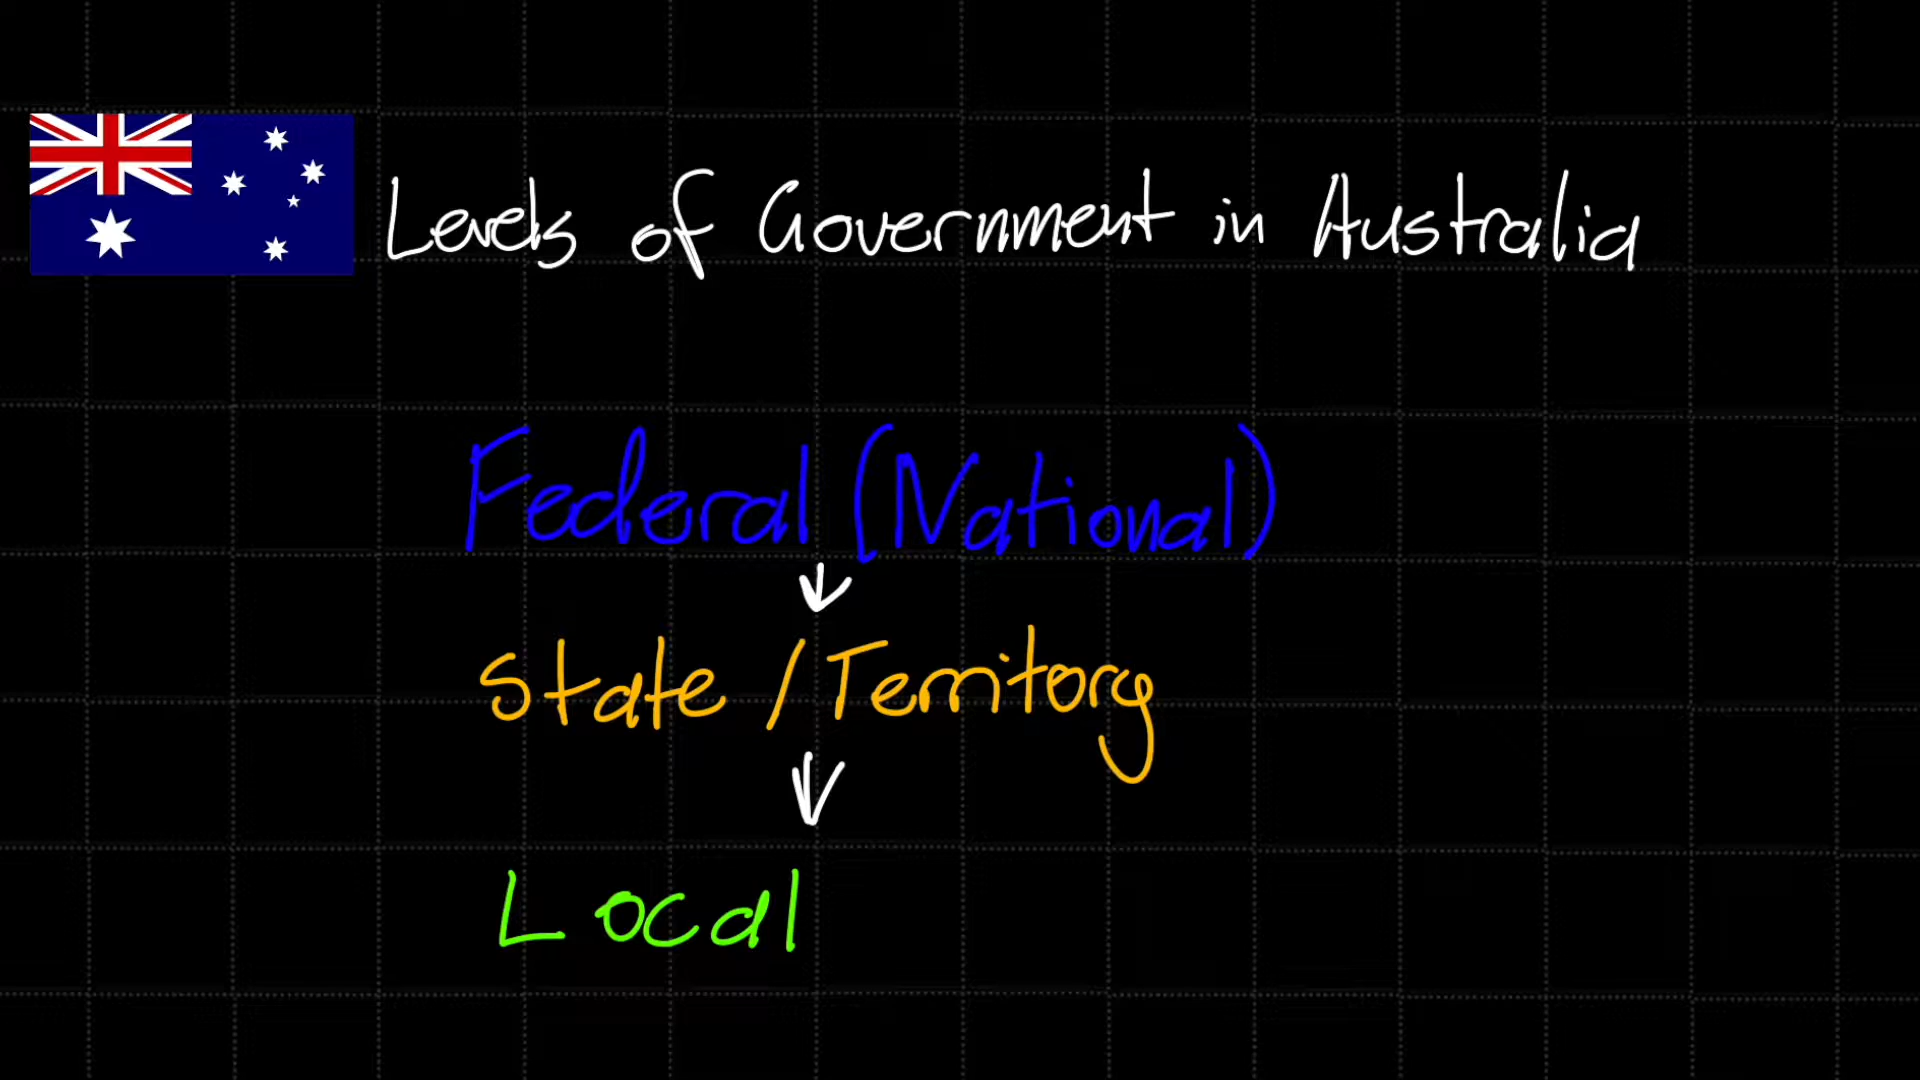 Levels of Government in Australia
Federal (National)
State / Territory
Local